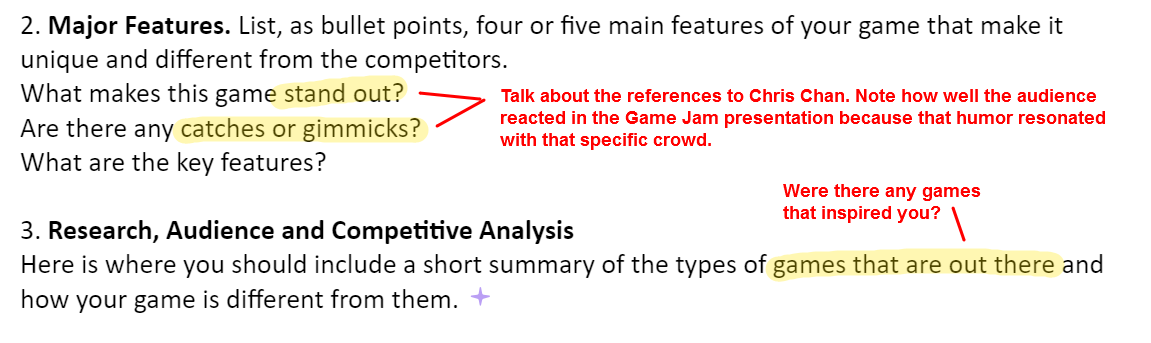 2. Major Features. List, as bullet points, four or five main features of your game that make it
unique and different from the competitors.
What makes this game stand out?
Talk about the references to Chris Chan. Note how well the audience
reacted in the Game Jam presentation because that humor resonated
with that specific crowd.
Are there any catches or gimmicks?
What are the key features?
Were there any games
that inspired you?
3. Research, Audience and Competitive Analysis
Here is where you should include a short summary of the types of games that are out there and
how your game is different from them.